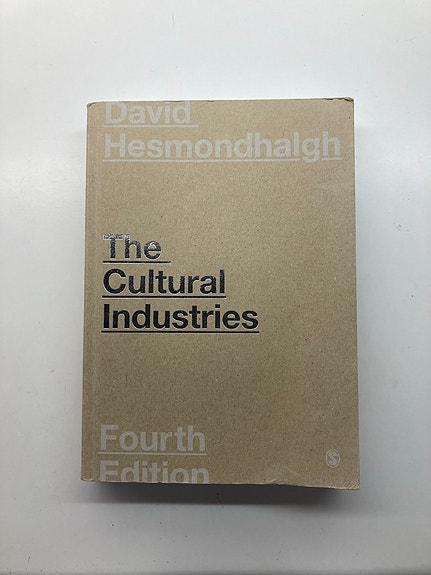 David
Hesmondhalgh
The
Cultural
Industries
Fourth
Edition
S